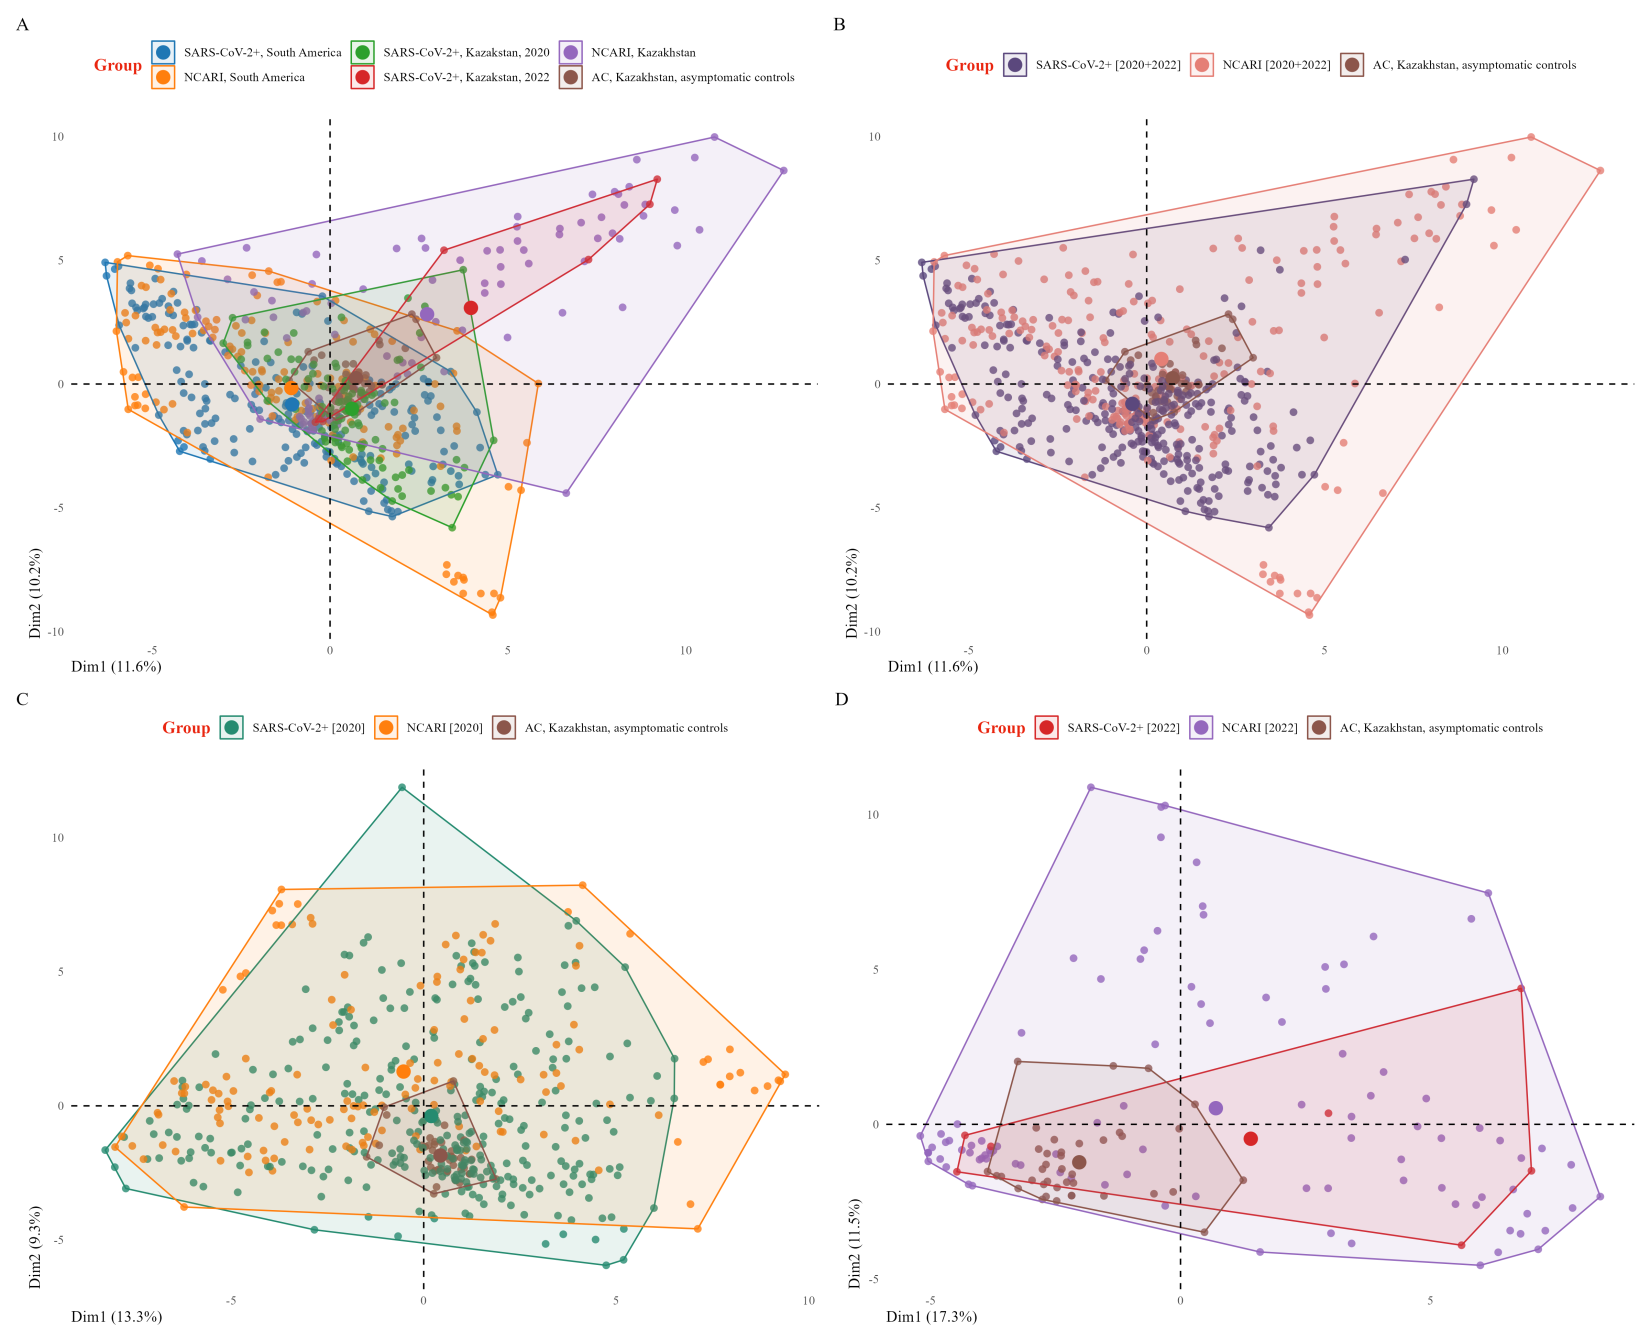 A
Group
SARS-CoV-2+, South America
SARS-CoV-2+, Kazakstan, 2020
NCARI, Kazakhstan
NCARI, South America
SARS-CoV-2+, Kazakstan, 2022
AC, Kazakhstan, asymptomatic controls
10
5
0
-5
-10
Dim2 (10.2%)
-5
0
5
10
Dim1 (11.6%)
B
Group
SARS-CoV-2+ [2020+2022]
NCARI [2020+2022]
AC, Kazakhstan, asymptomatic controls
10
5
0
-5
-10
Dim2 (10.2%)
-5
0
5
10
Dim1 (11.6%)
C
Group
SARS-CoV-2+ [2020]
NCARI [2020]
AC, Kazakhstan, asymptomatic controls
10
5
0
-5
Dim2 (9.3%)
-5
0
5
10
Dim1 (13.3%)
D
Group
SARS-CoV-2+ [2022]
NCARI [2022]
AC, Kazakhstan, asymptomatic controls
10
5
0
-5
Dim2 (11.5%)
-5
0
5
Dim1 (17.3%)